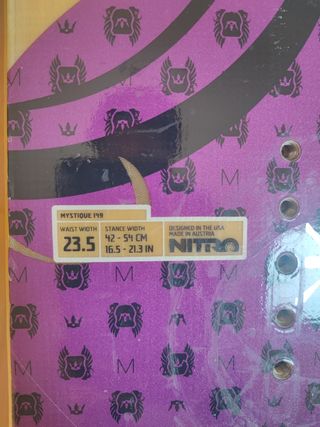 M M
M M
M M
MYSTIQUE 149
WAIST WIDTH
23.5
STANCE WIDTH
42 - 54 CM
16.5 - 21.3 IN
DESIGNED IN THE USA
MADE IN AUSTRIA
NITRO
M M M
M M